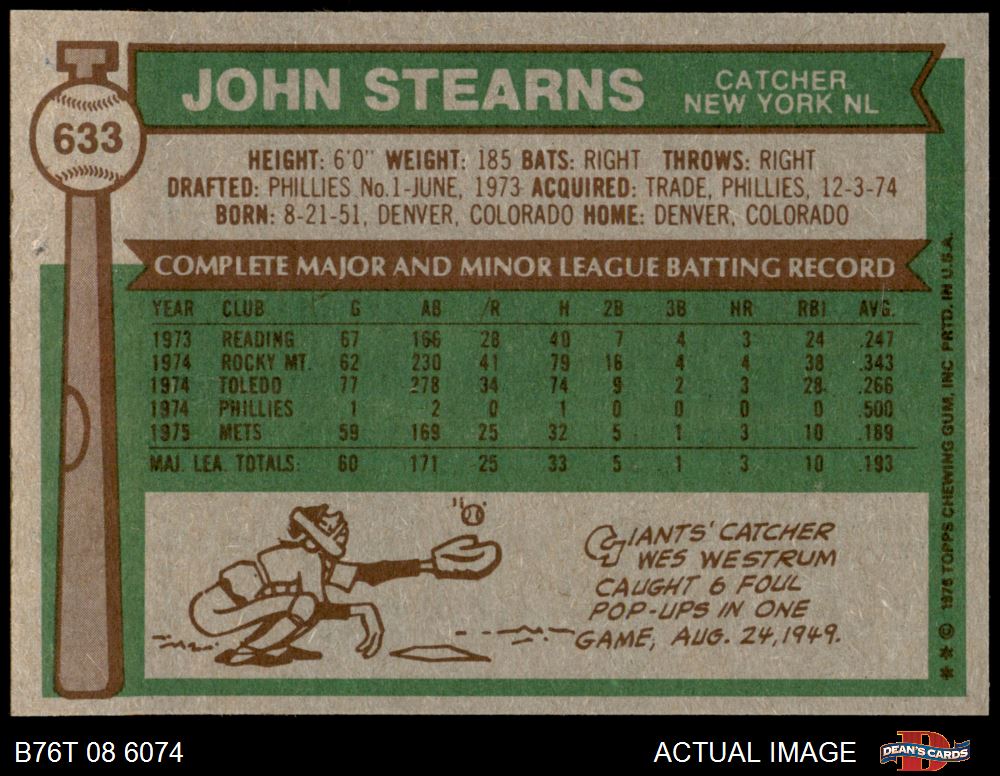 633
JOHN STEARNS
CATCHER
NEW YORK NL
HEIGHT: 6'0" WEIGHT: 185 BATS: RIGHT THROWS: RIGHT
DRAFTED: PHILLIES No.1-JUNE, 1973 ACQUIRED: TRADE, PHILLIES, 12-3-74
BORN: 8-21-51, DENVER, COLORADO HOME: DENVER, COLORADO
COMPLETE MAJOR AND MINOR LEAGUE BATTING RECORD
YEAR CLUB G AB R H 2B 3B HR RBI AVG.
1973 READING 67 166 28 40 7 4 3 24 .247
1974 ROCKY MT. 62 230 41 79 16 4 4 38 .343
1974 TOLEDO 77 278 34 74 9 2 3 28 .266
1974 PHILLIES 1 2 0 1 0 0 0 0 .500
1975 METS 59 169 25 32 5 1 3 10 .189
MAJ. LEA. TOTALS: 60 171 25 33 5 1 3 10 .193
GIANTS' CATCHER
WES WESTRUM
CAUGHT 6 FOUL
POP-UPS IN ONE
GAME, AUG. 24, 1949.
** © 1976 TOPPS CHEWING GUM, INC PRTD. IN U.S.A.
B76T 08 6074
ACTUAL IMAGE
D
DEAN'S CARDS